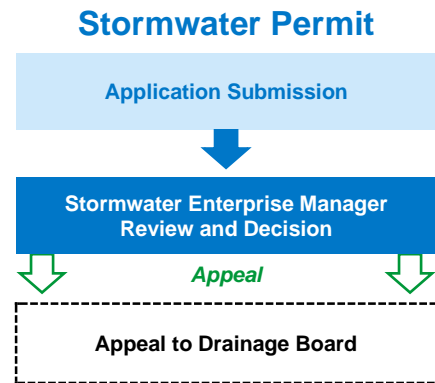 Stormwater Permit
Application Submission
Stormwater Enterprise Manager
Review and Decision
Appeal
Appeal to Drainage Board